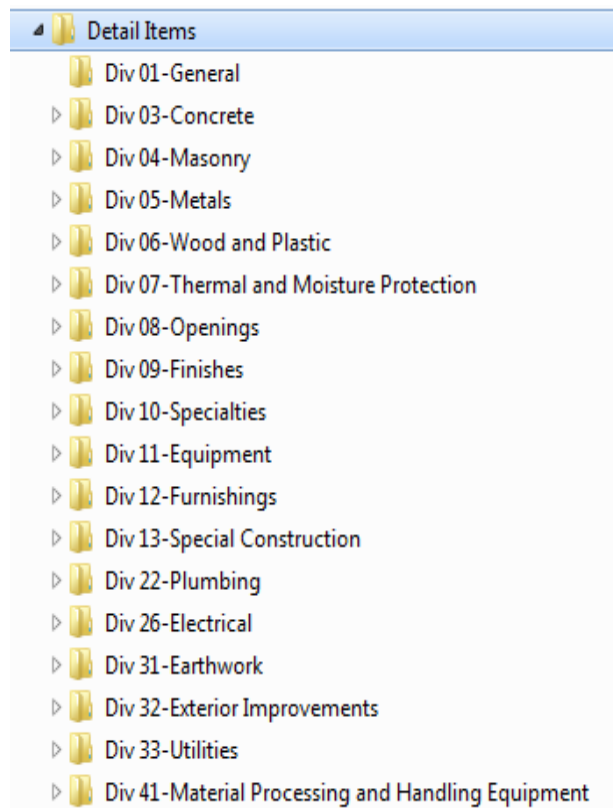 Detail Items
Div 01-General
Div 03-Concrete
Div 04-Masonry
Div 05-Metals
Div 06-Wood and Plastic
Div 07-Thermal and Moisture Protection
Div 08-Openings
Div 09-Finishes
Div 10-Specialties
Div 11-Equipment
Div 12-Furnishings
Div 13-Special Construction
Div 22-Plumbing
Div 26-Electrical
Div 31-Earthwork
Div 32-Exterior Improvements
Div 33-Utilities
Div 41-Material Processing and Handling Equipment